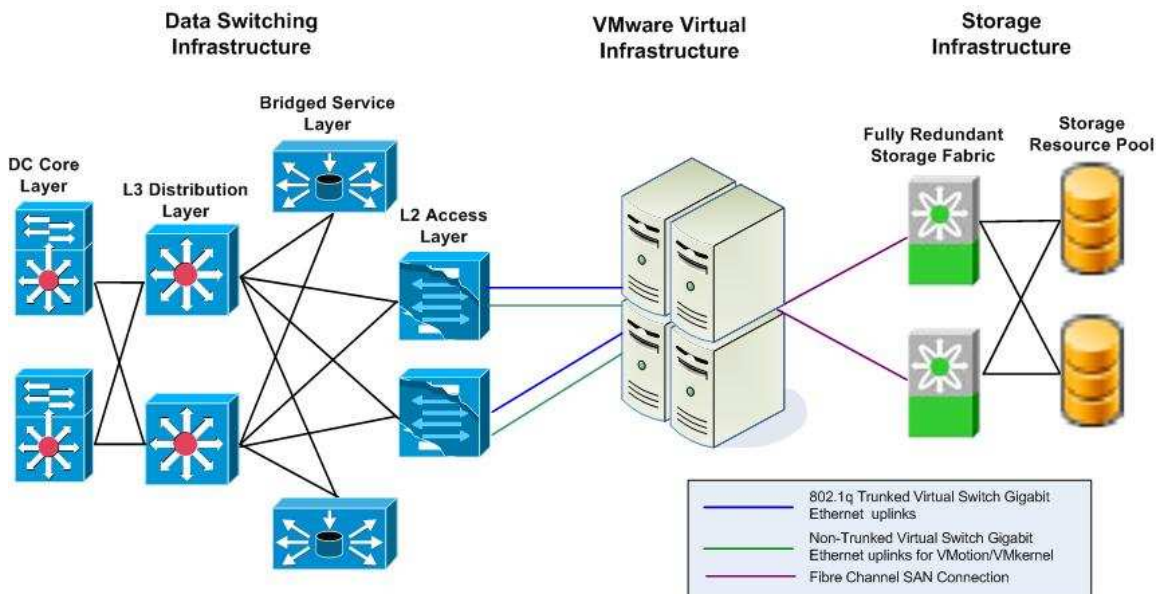 Data Switching
Infrastructure
VMware Virtual
Infrastructure
Storage
Infrastructure
Bridged Service
Layer
DC Core
Layer
L3 Distribution
Layer
L2 Access
Layer
Fully Redundant
Storage Fabric
Storage
Resource Pool
802.1q Trunked Virtual Switch Gigabit
Ethernet uplinks
Non-Trunked Virtual Switch Gigabit
Ethernet uplinks for VMotion/VMkernel
Fibre Channel SAN Connection